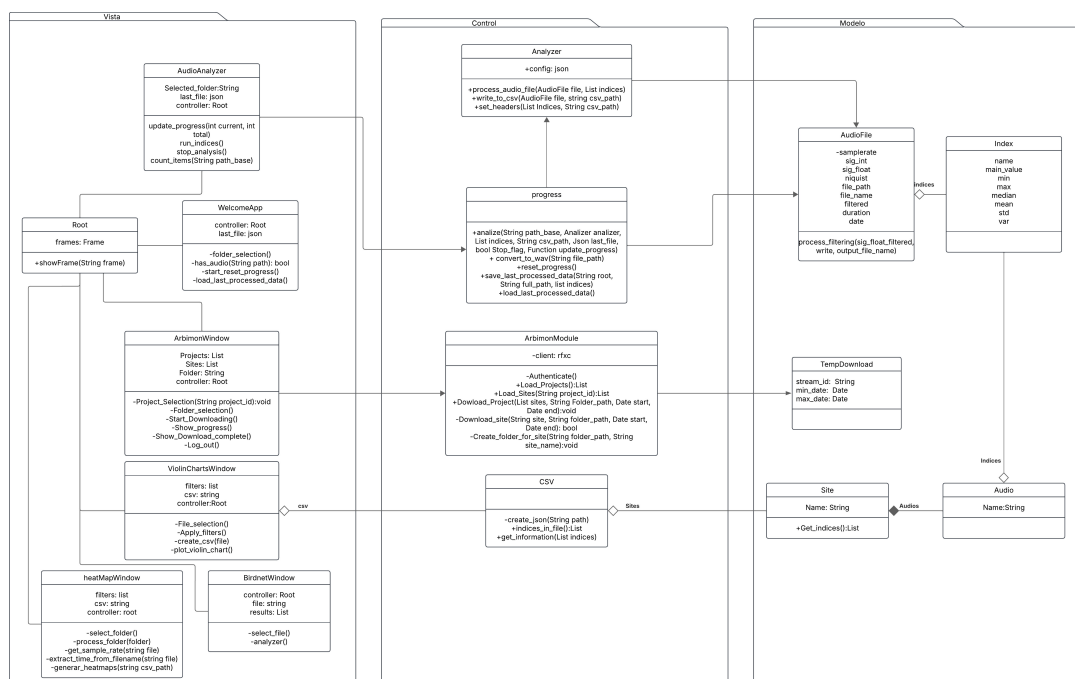 Vista
AudioAnalyzer
Selected_folder:String
last_file: json
controller: Root
update_progress(int current, int
total)
run_indices()
stop_analysis()
count_items(String path_base)
Root
frames: Frame
+showFrame(String frame)
WelcomeApp
controller: Root
last_file: json
-folder_selection()
-has_audio(String path): bool
-start_reset_progress()
-load_last_processed_data()
ArbimonWindow
Projects: List
Sites: List
Folder: String
controller: Root
-Project_Selection(String project_id):void
-Folder_selection()
-Start_Downloading()
-Show_progress()
-Show_Download_complete()
-Log_out()
ViolinChartsWindow
filters: list
csv: string
controller:Root
-File_selection()
-Apply_filters()
-create_csv(file)
-plot_violin_chart()
csv
heatMapWindow
filters: list
csv: string
controller: root
-select_folder()
-process_folder(folder)
-get_sample_rate(string file)
-extract_time_from_filename(string file)
-generar_heatmaps(string csv_path)
BirdnetWindow
controller: Root
file: string
results: List
-select_file()
-analyzer()
Control
Analyzer
+config: json
+process_audio_file(AudioFile file, List indices)
+write_to_csv(AudioFile file, string csv_path)
+set_headers(List Indices, String csv_path)
progress
+analize(String path_base, Analizer analizer,
List indices, String csv_path, Json last_file,
bool Stop_flag, Function update_progress)
+ convert_to_wav(String file_path)
+reset_progress()
+save_last_processed_data(String root,
String full_path, list indices)
+load_last_processed_data()
ArbimonModule
-client: rfxc
-Authenticate()
+Load_Projects():List
+Load_Sites(String project_id):List
+Dowload_Project(List sites, String Folder_path, Date start,
Date end):void
-Download_site(String site, String folder_path, Date start,
Date end): bool
-Create_folder_for_site(String folder_path, String
site_name):void
CSV
-create_json(String path)
+indices_in_file():List
+get_information(List indices)
Sites
Modelo
AudioFile
-samplerate
sig_int
sig_float
niquist
file_path
file_name
filtered
duration
date
process_filtering(sig_float_filtered,
write, output_file_name)
indices
Index
name
main_value
min
max
median
mean
std
var
TempDownload
stream_id: String
min_date: Date
max_date: Date
Indices
Site
Name: String
+Get_indices():List
Audios
Audio
Name:String